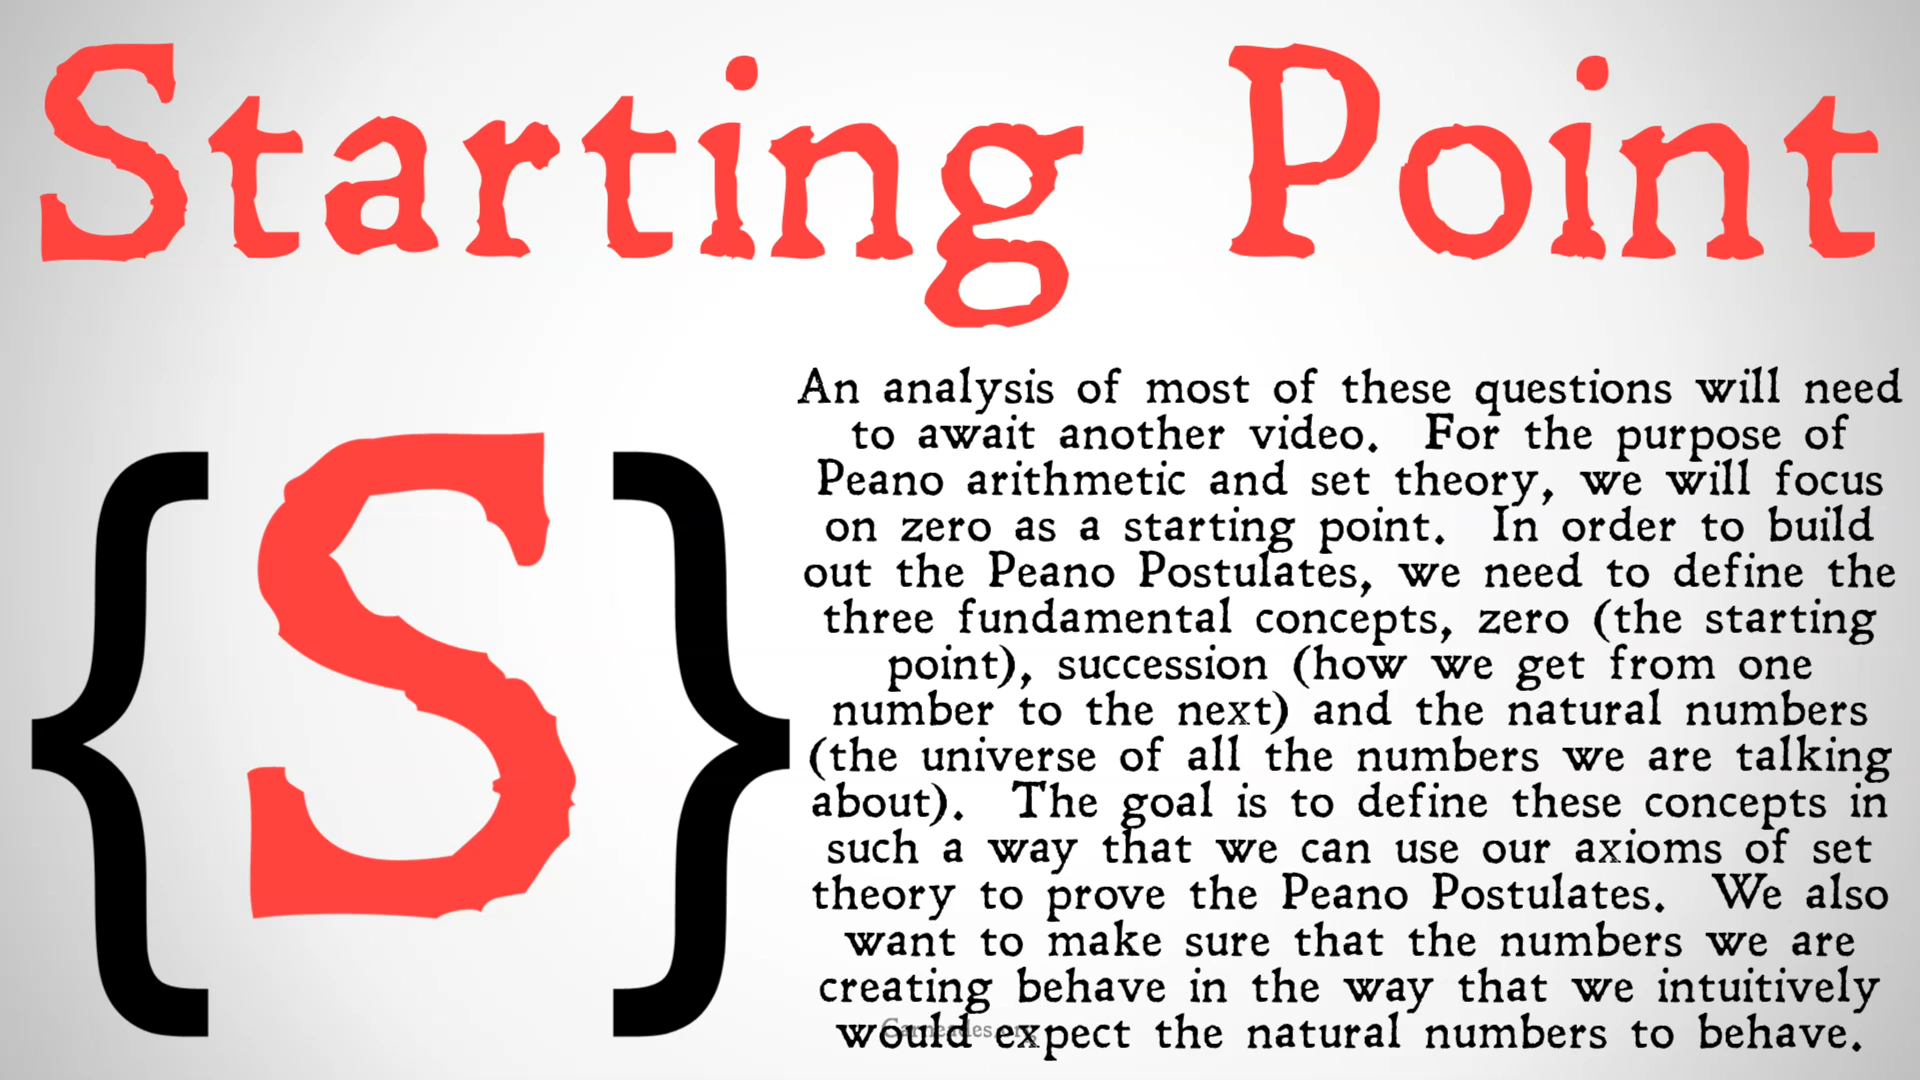 Starting Point
{S}
An analysis of most of these questions will need
to await another video. For the purpose of
Peano arithmetic and set theory, we will focus
on zero as a starting point. In order to build
out the Peano Postulates, we need to define the
three fundamental concepts, zero (the starting
point), succession (how we get from one
number to the next) and the natural numbers
(the universe of all the numbers we are talking
about). The goal is to define these concepts in
such a way that we can use our axioms of set
theory to prove the Peano Postulates. We also
want to make sure that the numbers we are
creating behave in the way that we intuitively
would expect the natural numbers to behave.
Carneades.org